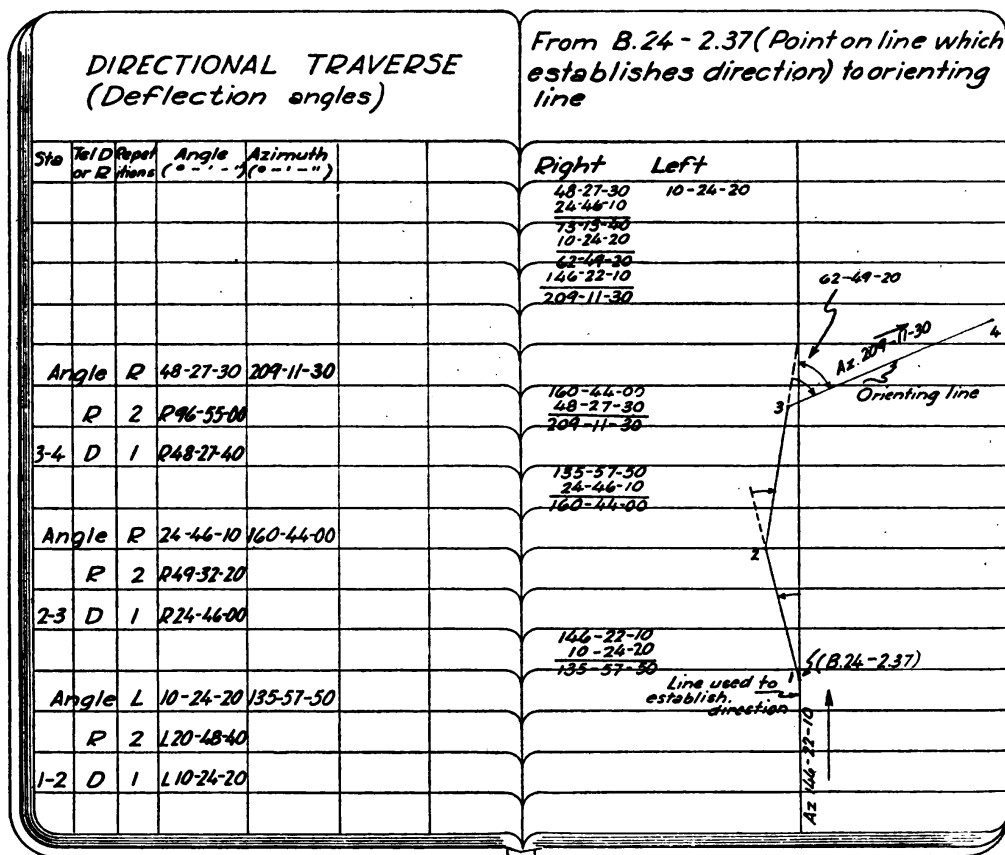 DIRECTIONAL TRAVERSE
(Deflection angles)
Sta Tel D or R Repet itions Angle (° - ' - ") Azimuth (° - ' - ")
Angle R 48-27-30 209-11-30
R 2 R96-55-00
3-4 D 1 R48-27-40
Angle R 24-46-10 160-44-00
R 2 R49-32-20
2-3 D 1 R24-46-00
Angle L 10-24-20 135-57-50
R 2 L20-48-40
1-2 D 1 L10-24-20
From B.24-2.37 (Point on line which
establishes direction) to orienting
line
Right Left
48-27-30 10-24-20
24-46-10
73-13-40
10-24-20
62-49-20
146-22-10
209-11-30
62-49-20
4
Az. 209-11-30
Orienting line
3
160-44-00
48-27-30
209-11-30
135-57-50
24-46-10
160-44-00
2
146-22-10
10-24-20
135-57-50
1 (B.24-2.37)
Line used to
establish.
direction
Az 146-22-10